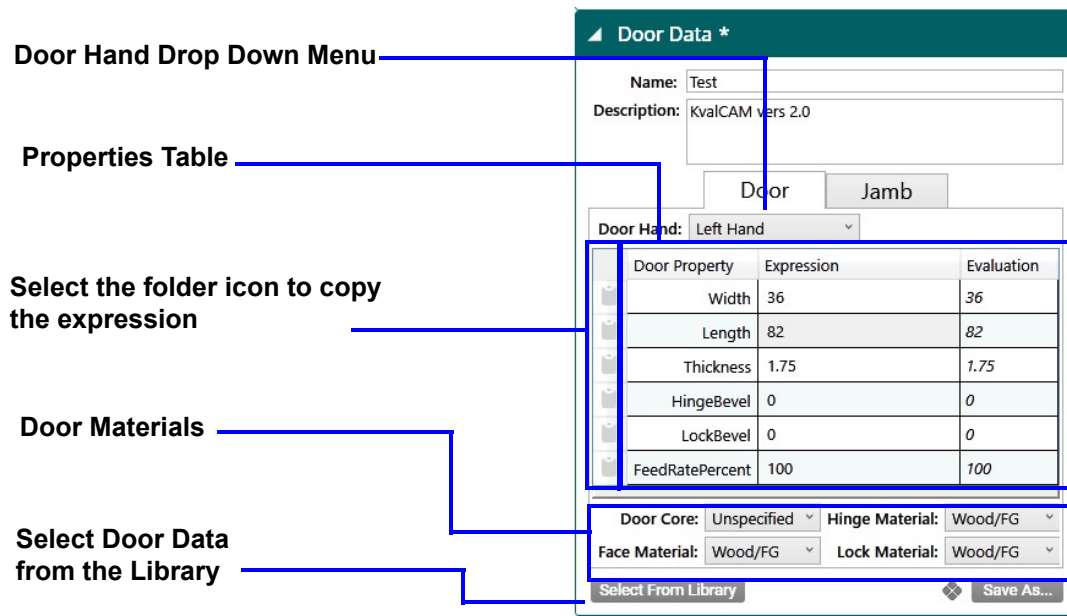 Door Hand Drop Down Menu
Properties Table
Select the folder icon to copy
the expression
Door Materials
Select Door Data
from the Library
Door Data *
Name: Test
Description: KvalCAM vers 2.0
Door Jamb
Door Hand: Left Hand
Door Property Expression Evaluation
Width 36 36
Length 82 82
Thickness 1.75 1.75
HingeBevel 0 0
LockBevel 0 0
FeedRatePercent 100 100
Door Core: Unspecified Hinge Material: Wood/FG
Face Material: Wood/FG Lock Material: Wood/FG
Select From Library Save As...